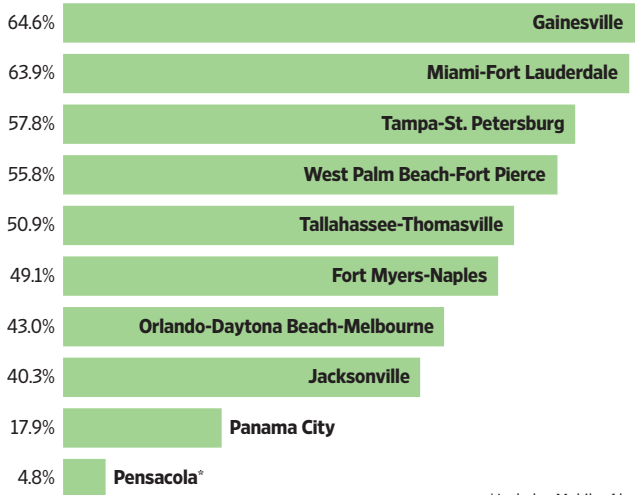 64.6% Gainesville
63.9% Miami-Fort Lauderdale
57.8% Tampa-St. Petersburg
55.8% West Palm Beach-Fort Pierce
50.9% Tallahassee-Thomasville
49.1% Fort Myers-Naples
43.0% Orlando-Daytona Beach-Melbourne
40.3% Jacksonville
17.9% Panama City
4.8% Pensacola*